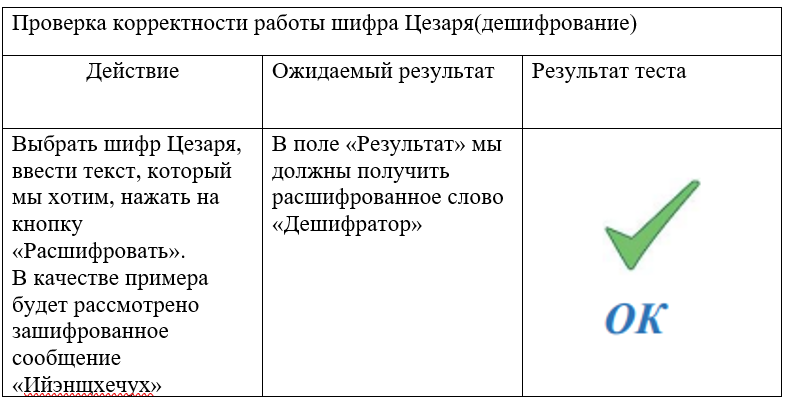 Проверка корректности работы шифра Цезаря(дешифрование)
Действие
Ожидаемый результат
Результат теста
Выбрать шифр Цезаря,
ввести текст, который
мы хотим, нажать на
кнопку
«Расшифровать».
В качестве примера
будет рассмотрено
зашифрованное
сообщение
«Ийэнщхечух»
В поле «Результат» мы
должны получить
расшифрованное слово
«Дешифратор»
ОК